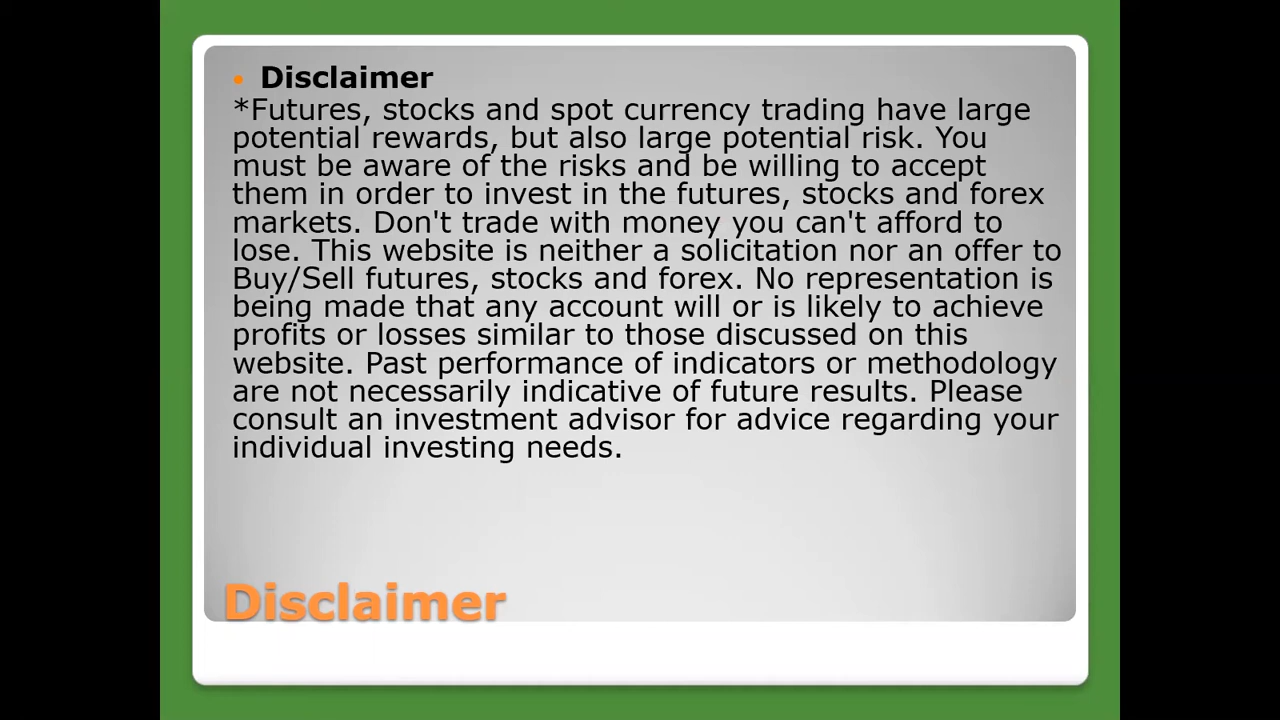 Disclaimer
*Futures, stocks and spot currency trading have large
potential rewards, but also large potential risk. You
must be aware of the risks and be willing to accept
them in order to invest in the futures, stocks and forex
markets. Don't trade with money you can't afford to
lose. This website is neither a solicitation nor an offer to
Buy/Sell futures, stocks and forex. No representation is
being made that any account will or is likely to achieve
profits or losses similar to those discussed on this
website. Past performance of indicators or methodology
are not necessarily indicative of future results. Please
consult an investment advisor for advice regarding your
individual investing needs.
Disclaimer